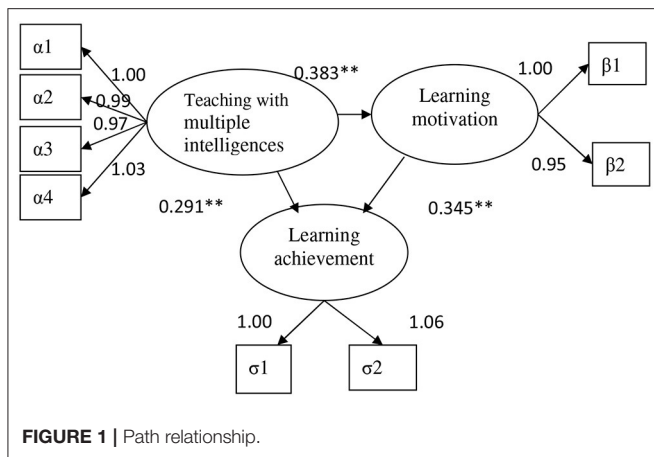 α1
1.00
0.383**
1.00
β1
α2
0.99
Teaching with
multiple
intelligences
Learning
motivation
α3
0.97
α4
1.03
0.95
β2
0.291**
0.345**
Learning
achievement
1.00
1.06
σ1
σ2
FIGURE 1 | Path relationship.